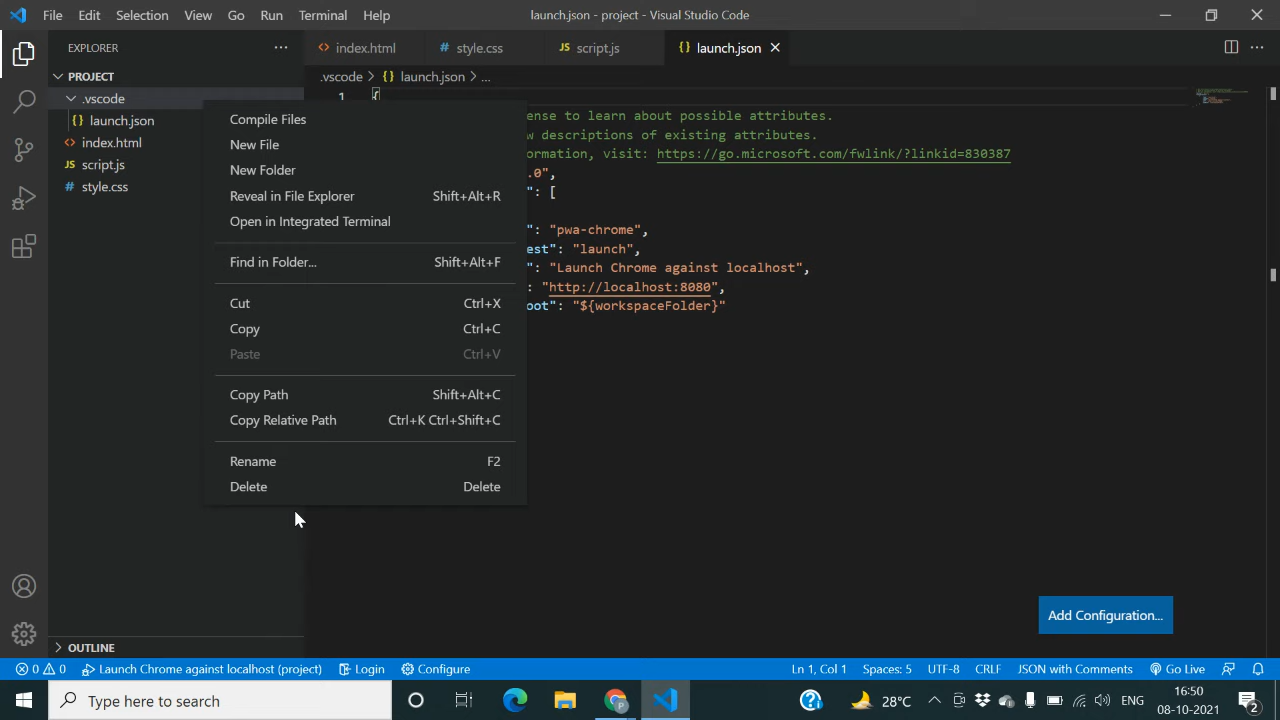 File Edit Selection View Go Run Terminal Help launch.json - project - Visual Studio Code
EXPLORER
index.html
style.css
script.js
launch.json
PROJECT
.vscode
launch.json
index.html
script.js
style.css
.vscode > {} launch.json > ...
1 {
ense to learn about possible attributes.
w descriptions of existing attributes.
ormation, visit: https://go.microsoft.com/fwlink/?linkid=830387
.0",
": [
": "pwa-chrome",
est": "launch",
": "Launch Chrome against localhost",
: "http://localhost:8080",
oot": "${workspaceFolder}"
Compile Files
New File
New Folder
Reveal in File Explorer Shift+Alt+R
Open in Integrated Terminal
Find in Folder... Shift+Alt+F
Cut Ctrl+X
Copy Ctrl+C
Paste Ctrl+V
Copy Path Shift+Alt+C
Copy Relative Path Ctrl+K Ctrl+Shift+C
Rename F2
Delete Delete
Add Configuration...
OUTLINE
0 0 Launch Chrome against localhost (project) Login Configure Ln 1, Col 1 Spaces: 5 UTF-8 CRLF JSON with Comments Go Live
Type here to search
28°C ENG
16:50
08-10-2021
2